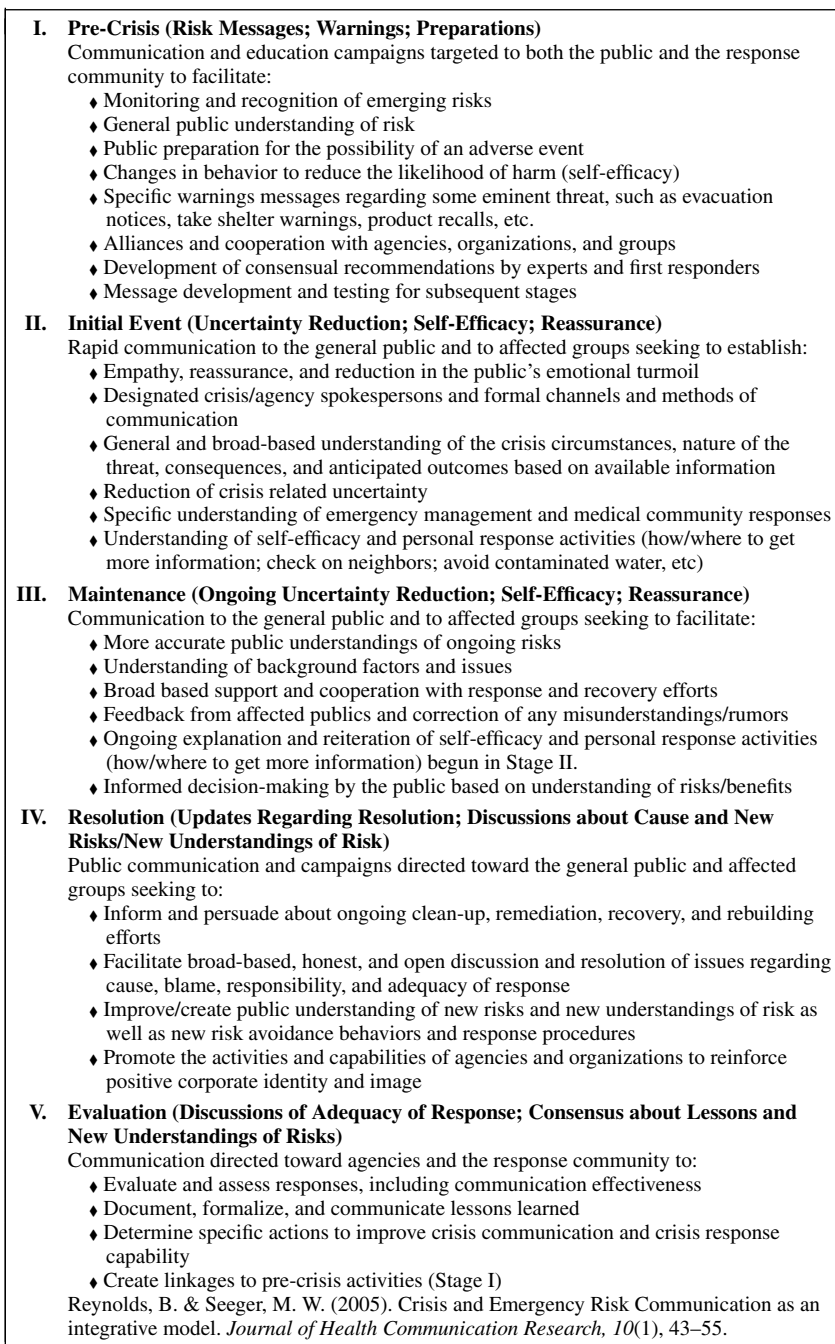 I. Pre-Crisis (Risk Messages; Warnings; Preparations)
Communication and education campaigns targeted to both the public and the response
community to facilitate:
♦ Monitoring and recognition of emerging risks
♦ General public understanding of risk
♦ Public preparation for the possibility of an adverse event
♦ Changes in behavior to reduce the likelihood of harm (self-efficacy)
♦ Specific warnings messages regarding some eminent threat, such as evacuation
notices, take shelter warnings, product recalls, etc.
♦ Alliances and cooperation with agencies, organizations, and groups
♦ Development of consensual recommendations by experts and first responders
♦ Message development and testing for subsequent stages
II. Initial Event (Uncertainty Reduction; Self-Efficacy; Reassurance)
Rapid communication to the general public and to affected groups seeking to establish:
♦ Empathy, reassurance, and reduction in the public's emotional turmoil
♦ Designated crisis/agency spokespersons and formal channels and methods of
communication
♦ General and broad-based understanding of the crisis circumstances, nature of the
threat, consequences, and anticipated outcomes based on available information
♦ Reduction of crisis related uncertainty
♦ Specific understanding of emergency management and medical community responses
♦ Understanding of self-efficacy and personal response activities (how/where to get
more information; check on neighbors; avoid contaminated water, etc)
III. Maintenance (Ongoing Uncertainty Reduction; Self-Efficacy; Reassurance)
Communication to the general public and to affected groups seeking to facilitate:
♦ More accurate public understandings of ongoing risks
♦ Understanding of background factors and issues
♦ Broad based support and cooperation with response and recovery efforts
♦ Feedback from affected publics and correction of any misunderstandings/rumors
♦ Ongoing explanation and reiteration of self-efficacy and personal response activities
(how/where to get more information) begun in Stage II.
♦ Informed decision-making by the public based on understanding of risks/benefits
IV. Resolution (Updates Regarding Resolution; Discussions about Cause and New
Risks/New Understandings of Risk)
Public communication and campaigns directed toward the general public and affected
groups seeking to:
♦ Inform and persuade about ongoing clean-up, remediation, recovery, and rebuilding
efforts
♦ Facilitate broad-based, honest, and open discussion and resolution of issues regarding
cause, blame, responsibility, and adequacy of response
♦ Improve/create public understanding of new risks and new understandings of risk as
well as new risk avoidance behaviors and response procedures
♦ Promote the activities and capabilities of agencies and organizations to reinforce
positive corporate identity and image
V. Evaluation (Discussions of Adequacy of Response; Consensus about Lessons and
New Understandings of Risks)
Communication directed toward agencies and the response community to:
♦ Evaluate and assess responses, including communication effectiveness
♦ Document, formalize, and communicate lessons learned
♦ Determine specific actions to improve crisis communication and crisis response
capability
♦ Create linkages to pre-crisis activities (Stage I)
Reynolds, B. & Seeger, M. W. (2005). Crisis and Emergency Risk Communication as an
integrative model. Journal of Health Communication Research, 10(1), 43–55.